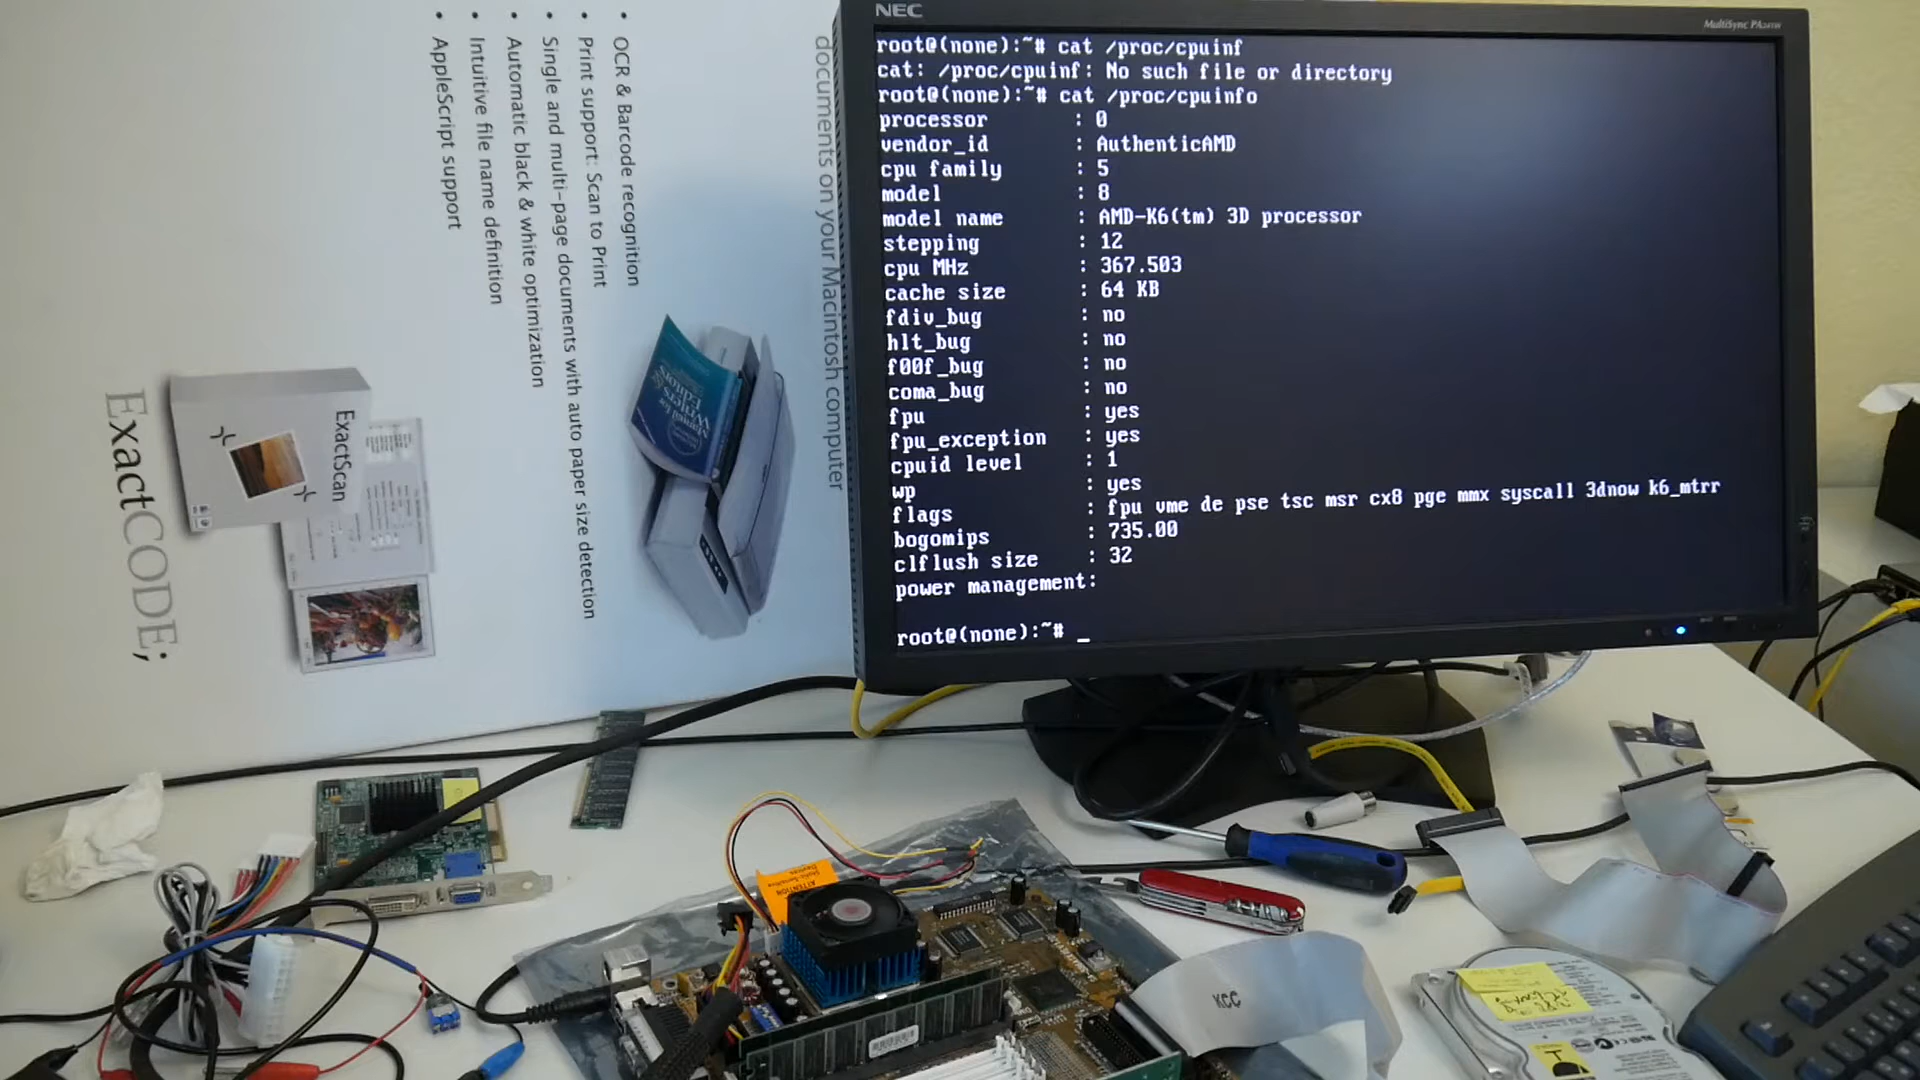 NEC
MultiSync PA241W
root@(none):~# cat /proc/cpuinf
cat: /proc/cpuinf: No such file or directory
root@(none):~# cat /proc/cpuinfo
processor : 0
vendor_id : AuthenticAMD
cpu family : 5
model : 8
model name : AMD-K6(tm) 3D processor
stepping : 12
cpu MHz : 367.503
cache size : 64 KB
fdiv_bug : no
hlt_bug : no
f00f_bug : no
coma_bug : no
fpu : yes
fpu_exception : yes
cpuid level : 1
wp : yes
flags : fpu vme de pse tsc msr cx8 pge mmx syscall 3dnow k6_mtrr
bogomips : 735.00
clflush size : 32
power management:
root@(none):~# _
documents on your Macintosh computer
• OCR & Barcode recognition
• Print support: Scan to Print
• Single and multi-page documents with auto paper size detection
• Automatic black & white optimization
• Intuitive file name definition
• AppleScript support
ExactScan
ExactCODE;
Manual for
Writers &
Editors
ATTENTION
KCC